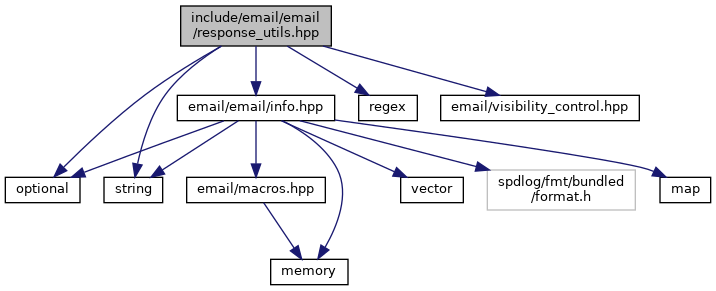 include/email/email
/response_utils.hpp
email/email/info.hpp
regex
email/visibility_control.hpp
optional
string
email/macros.hpp
vector
spdlog/fmt/bundled
/format.h
map
memory